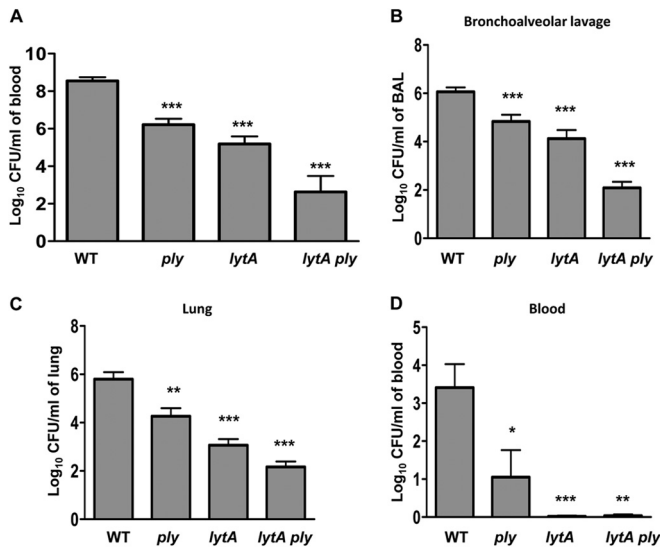 A
Log10 CFU/ml of blood
10
8
6
4
2
0
***
***
***
WT
ply
lytA
lytA ply
B
Bronchoalveolar lavage
Log10 CFU/ml of BAL
8
6
4
2
0
***
***
***
WT
ply
lytA
lytA ply
C
Lung
Log10 CFU/ml of lung
8
6
4
2
0
**
***
***
WT
ply
lytA
lytA ply
D
Blood
Log10 CFU/ml of blood
5
4
3
2
1
0
*
***
**
WT
ply
lytA
lytA ply